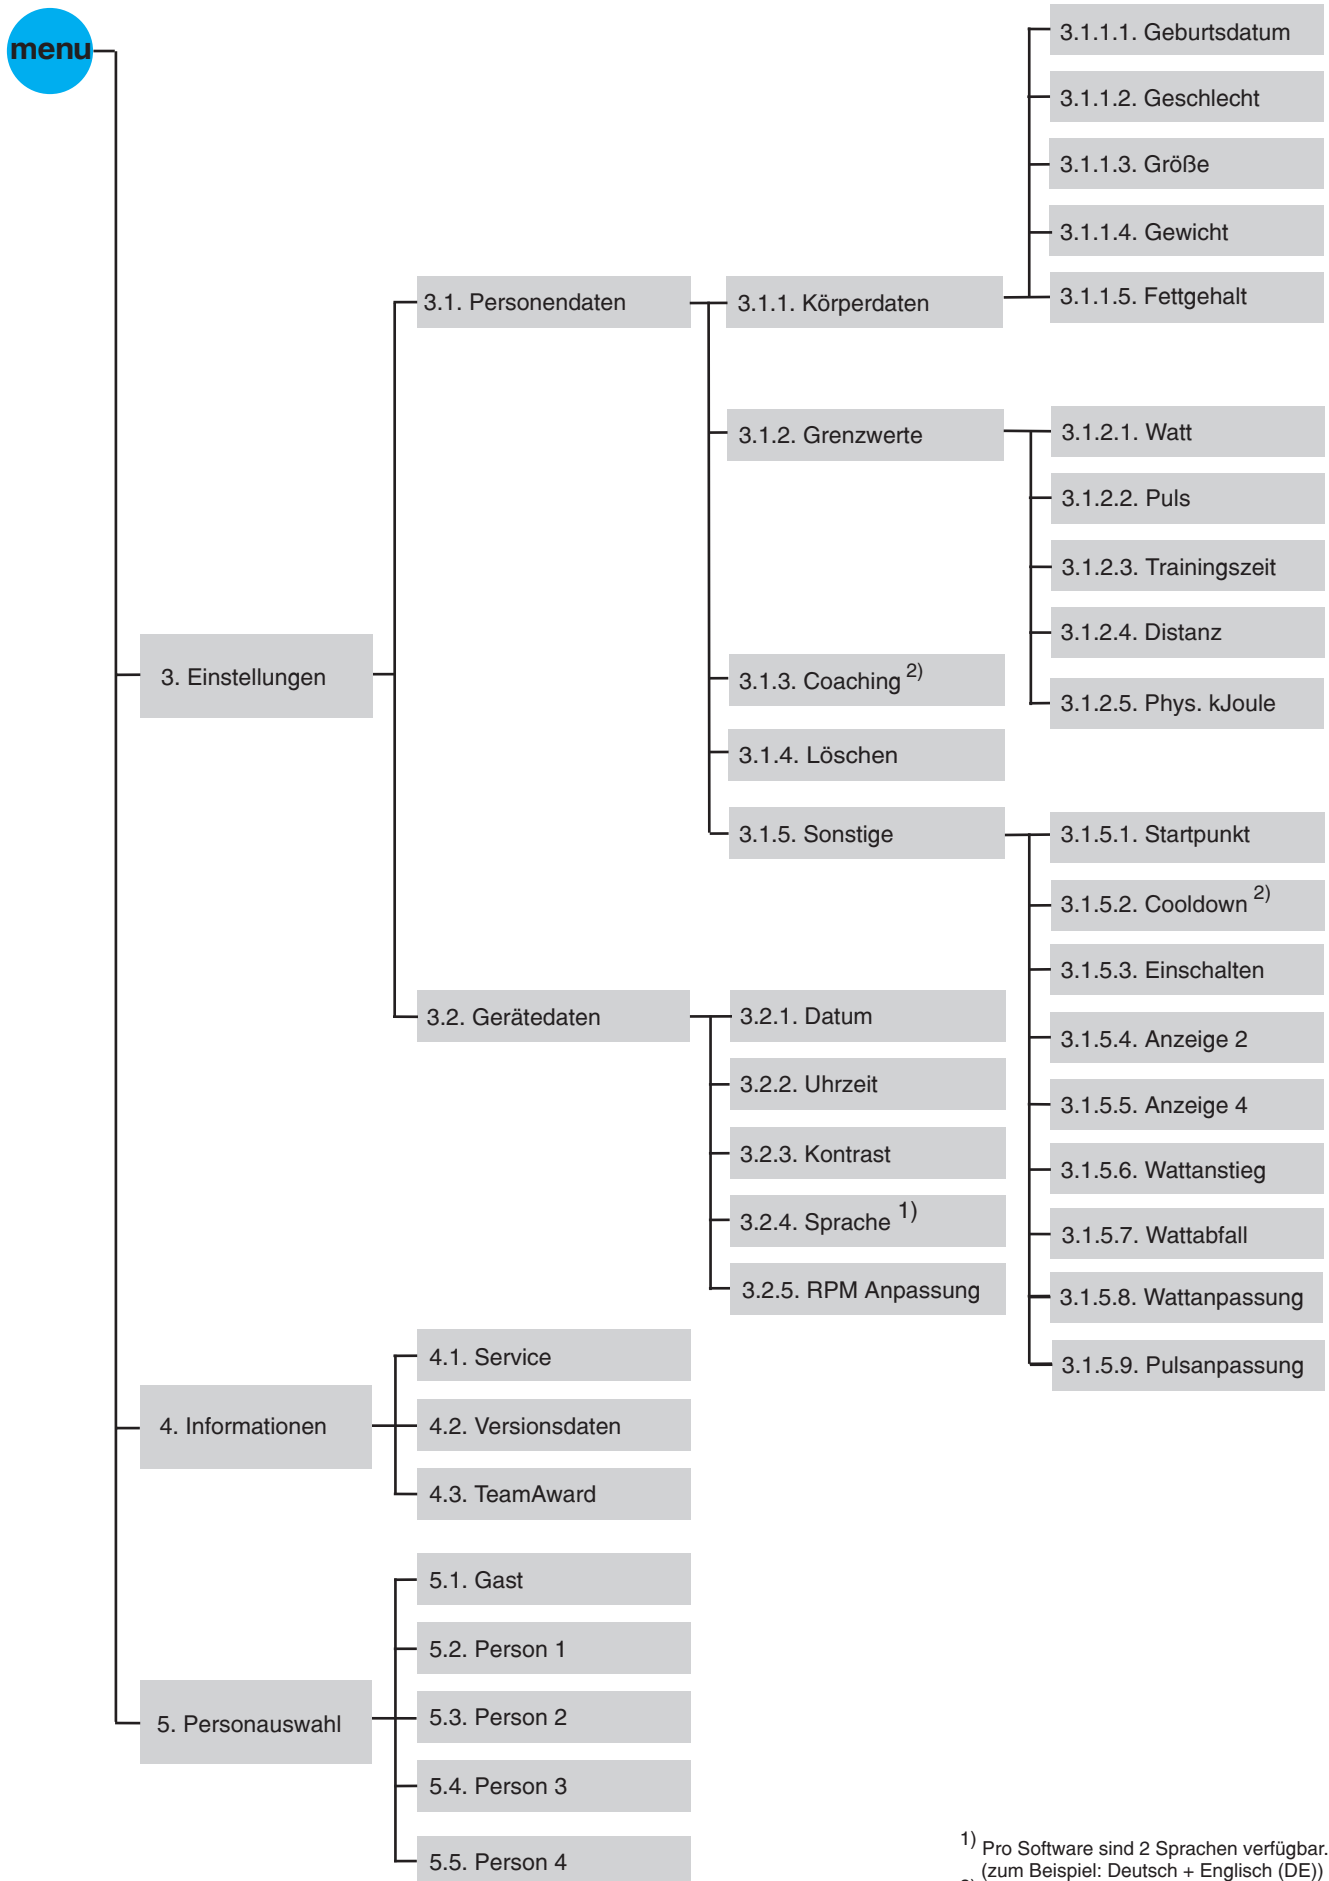 menu
3. Einstellungen
3.1. Personendaten
3.1.1. Körperdaten
3.1.1.1. Geburtsdatum
3.1.1.2. Geschlecht
3.1.1.3. Größe
3.1.1.4. Gewicht
3.1.1.5. Fettgehalt
3.1.2. Grenzwerte
3.1.2.1. Watt
3.1.2.2. Puls
3.1.2.3. Trainingszeit
3.1.2.4. Distanz
3.1.2.5. Phys. kJoule
3.1.3. Coaching 2)
3.1.4. Löschen
3.1.5. Sonstige
3.1.5.1. Startpunkt
3.1.5.2. Cooldown 2)
3.1.5.3. Einschalten
3.1.5.4. Anzeige 2
3.1.5.5. Anzeige 4
3.1.5.6. Wattanstieg
3.1.5.7. Wattabfall
3.1.5.8. Wattanpassung
3.1.5.9. Pulsanpassung
3.2. Gerätedaten
3.2.1. Datum
3.2.2. Uhrzeit
3.2.3. Kontrast
3.2.4. Sprache 1)
3.2.5. RPM Anpassung
4. Informationen
4.1. Service
4.2. Versionsdaten
4.3. TeamAward
5. Personauswahl
5.1. Gast
5.2. Person 1
5.3. Person 2
5.4. Person 3
5.5. Person 4
1) Pro Software sind 2 Sprachen verfügbar.
(zum Beispiel: Deutsch + Englisch (DE))